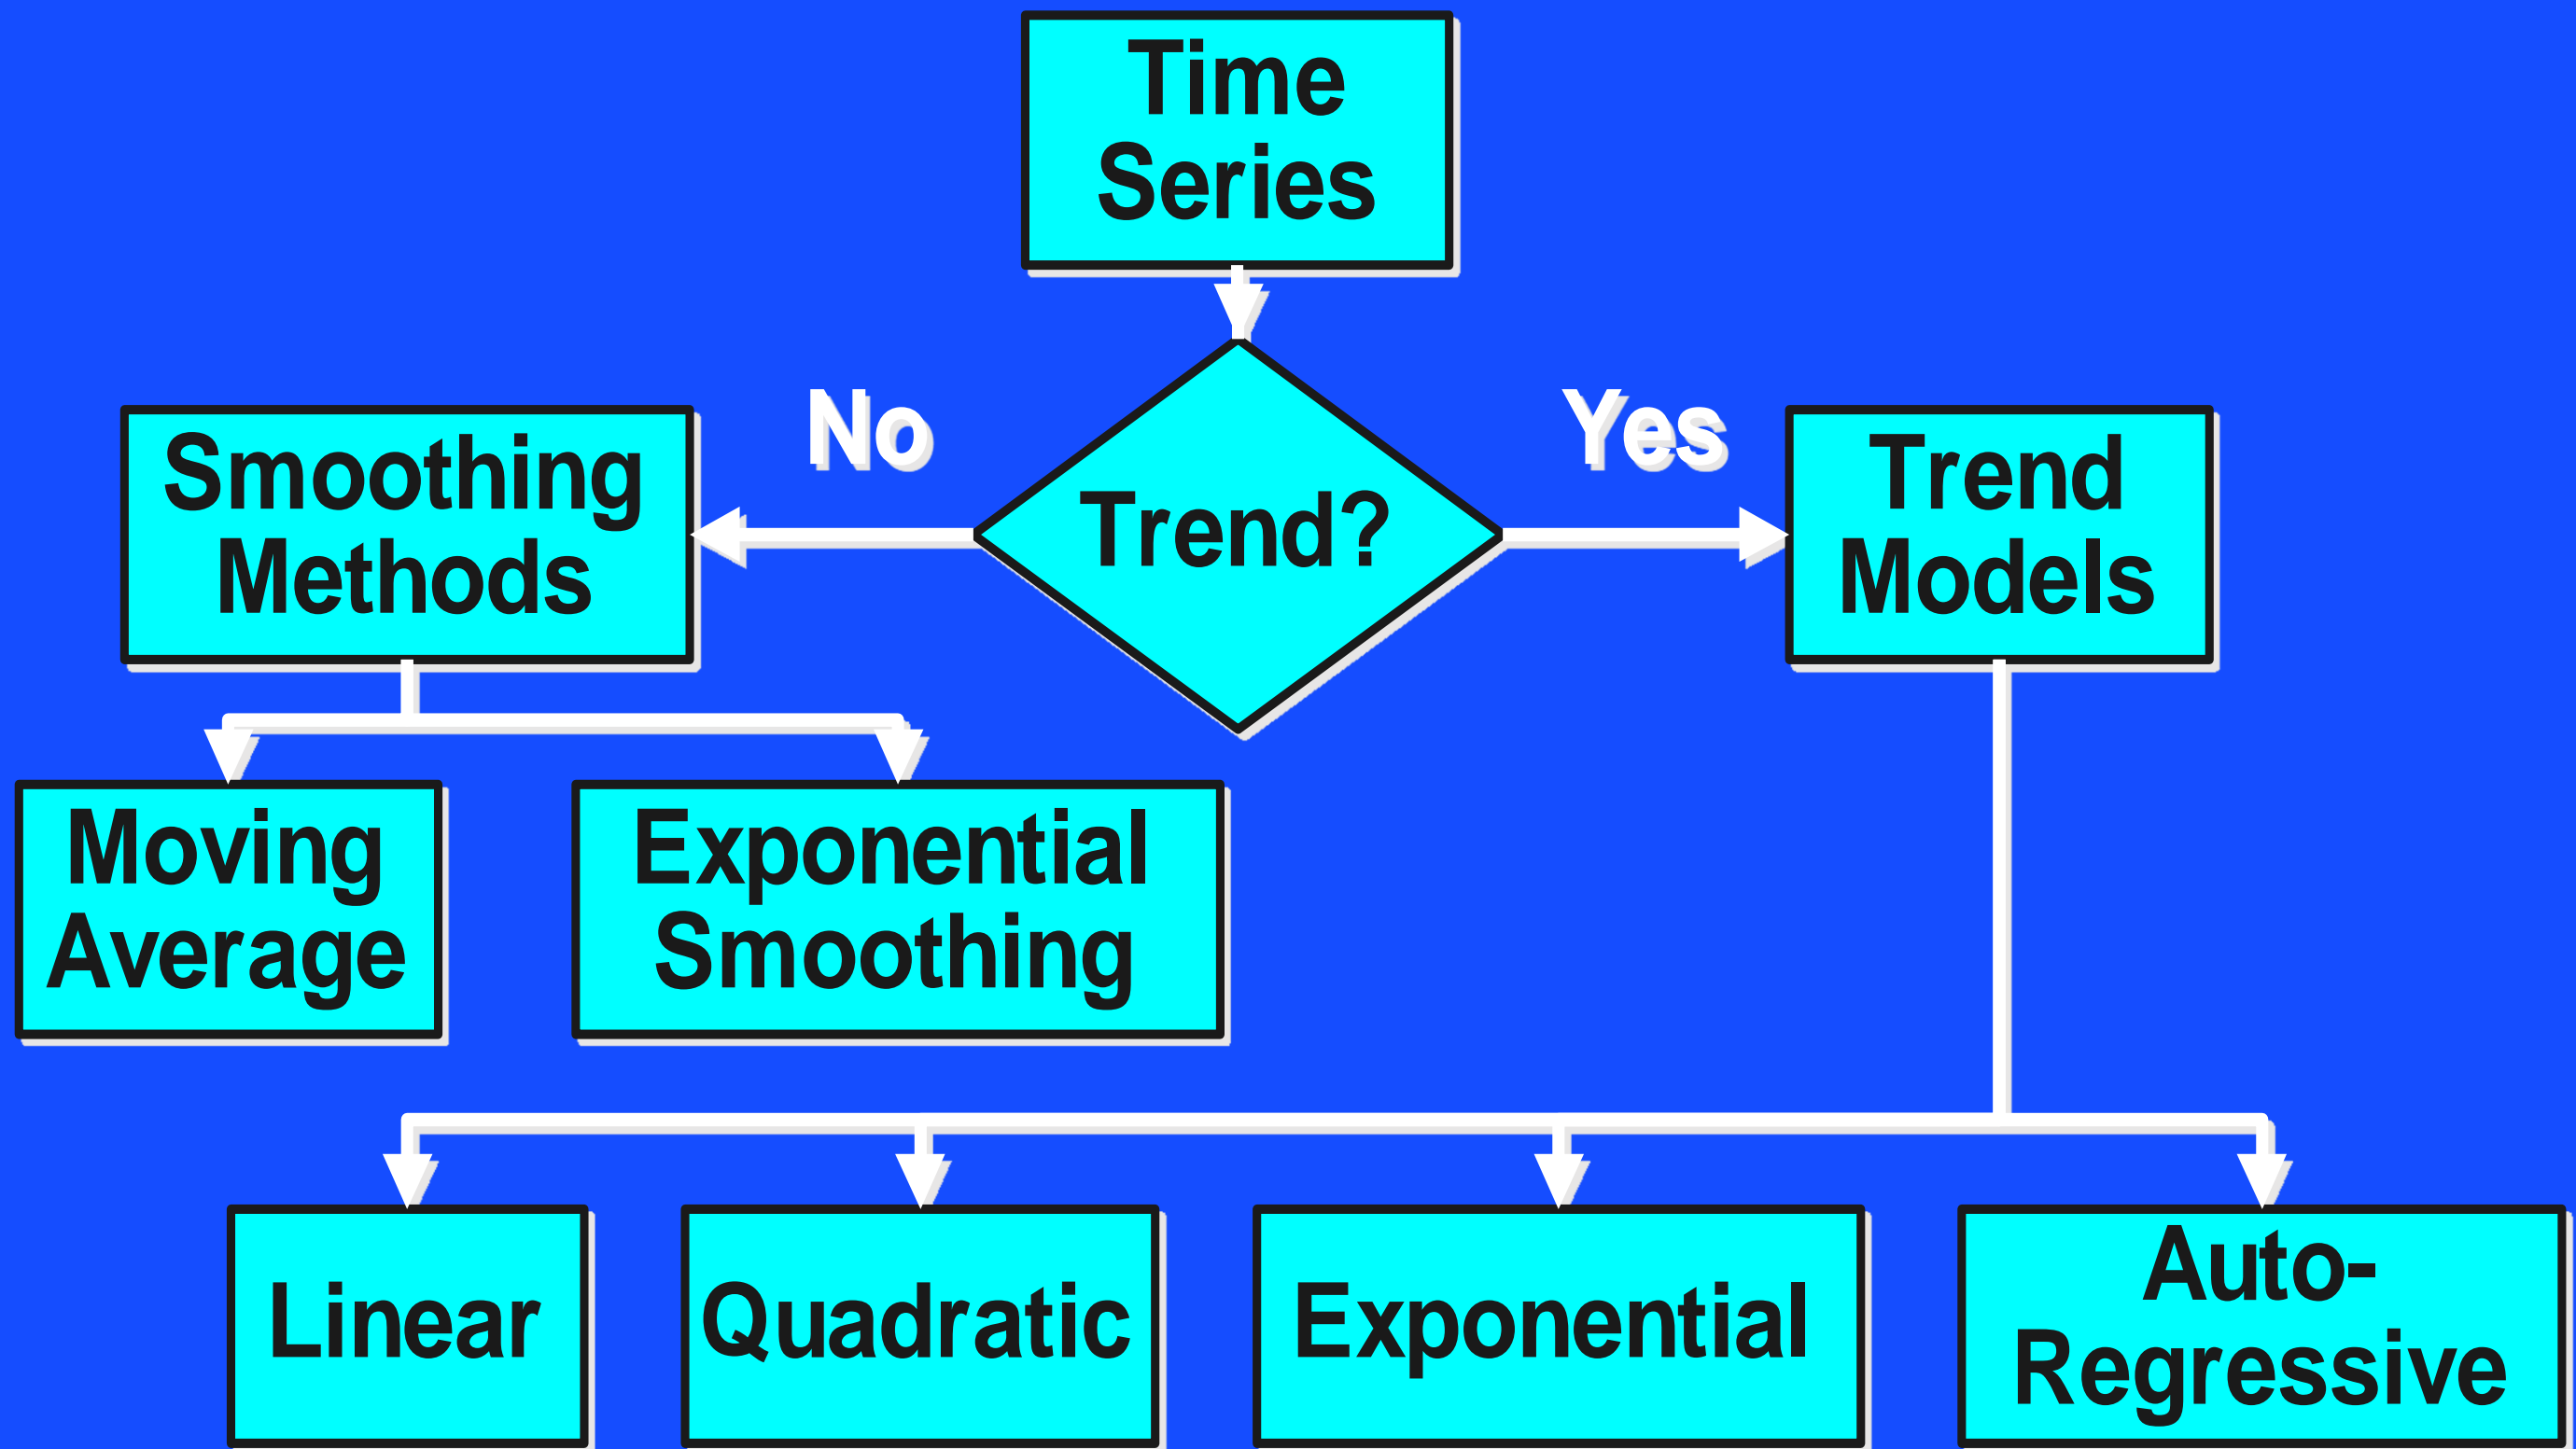 Time
Series
No
Yes
Smoothing
Methods
Trend?
Trend
Models
Moving
Average
Exponential
Smoothing
Linear
Quadratic
Exponential
Auto-
Regressive